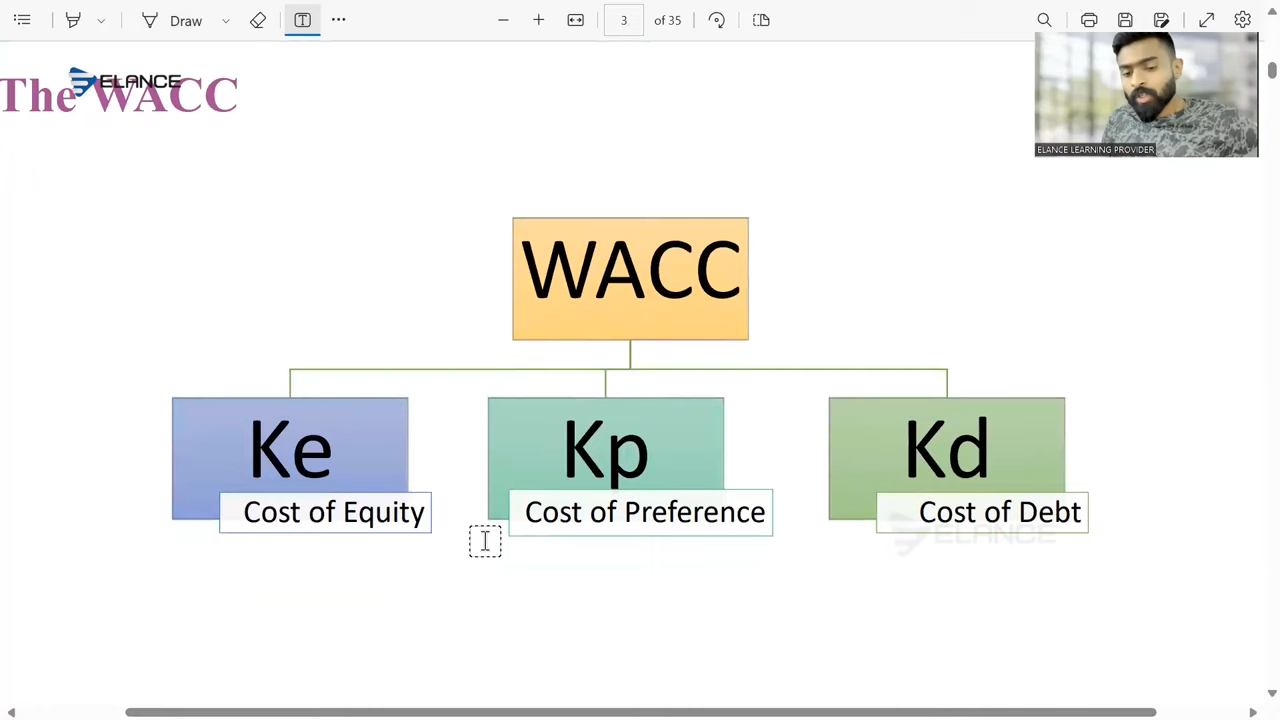 Draw
3
of 35
ELANCE
The WACC
ELANCE LEARNING PROVIDER
WACC
Ke
Cost of Equity
Kp
Cost of Preference
Kd
Cost of Debt
ELANCE